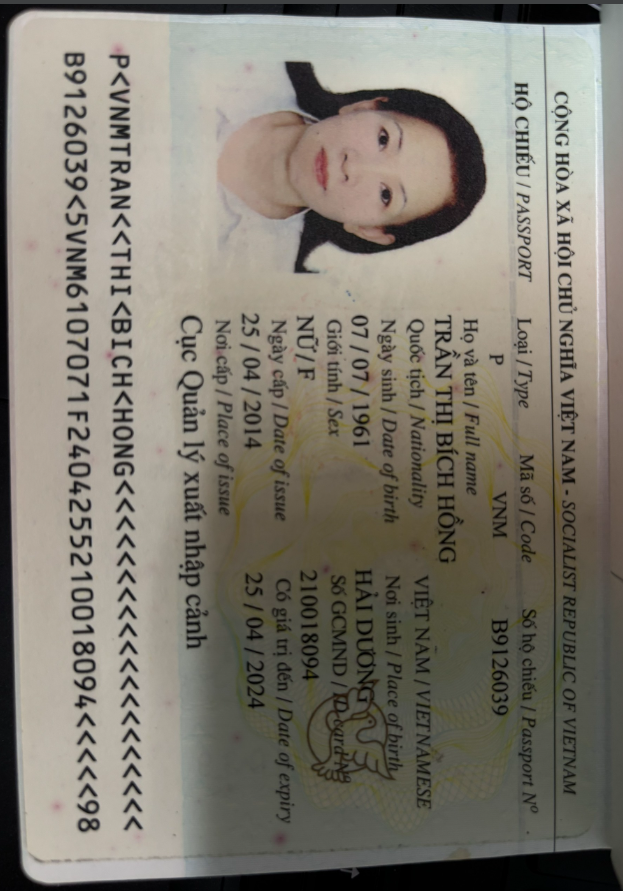 CỘNG HÒA XÃ HỘI CHỦ NGHĨA VIỆT NAM - SOCIALIST REPUBLIC OF VIETNAM
HỘ CHIẾU / PASSPORT Loại / Type Mã số / Code Số hộ chiếu / Passport Nº
P VNM B9126039
Họ và tên / Full name
TRẦN THỊ BÍCH HỒNG
Quốc tịch / Nationality VIỆT NAM / VIETNAMESE
Ngày sinh / Date of birth Nơi sinh / Place of birth
07 / 07 / 1961 HẢI DƯƠNG
Giới tính / Sex Số GCMND / ID card Nº
NỮ / F 210018094
Ngày cấp / Date of issue Có giá trị đến / Date of expiry
25 / 04 / 2014 25 / 04 / 2024
Nơi cấp / Place of issue
Cục Quản lý xuất nhập cảnh
P<VNMTRAN<<THI<BICH<HONG<<<<<<<<<<<<<<<<<<<<
B9126039<5VNM6107071F2404255210018094<<<<<98